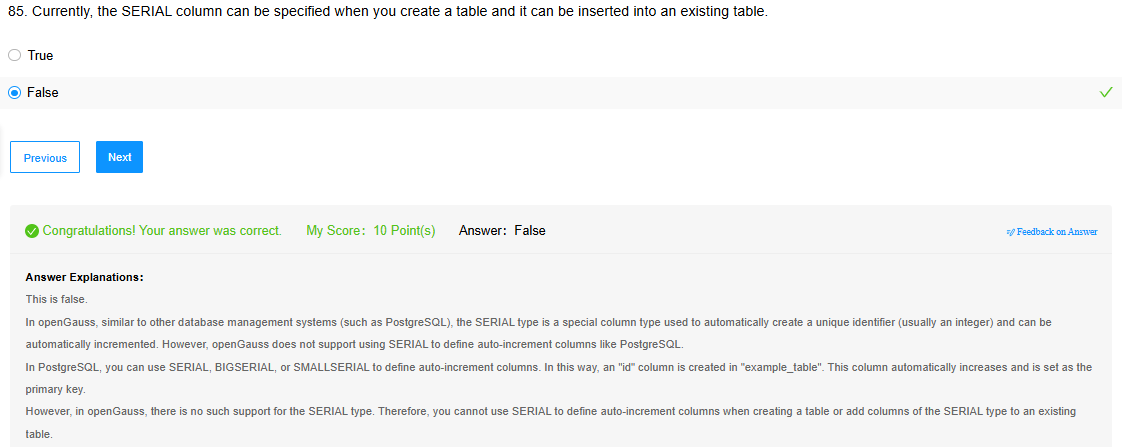 85. Currently, the SERIAL column can be specified when you create a table and it can be inserted into an existing table.
True
False
Previous
Next
Congratulations! Your answer was correct. My Score: 10 Point(s) Answer: False
Feedback on Answer
Answer Explanations:
This is false.
In openGauss, similar to other database management systems (such as PostgreSQL), the SERIAL type is a special column type used to automatically create a unique identifier (usually an integer) and can be
automatically incremented. However, openGauss does not support using SERIAL to define auto-increment columns like PostgreSQL.
In PostgreSQL, you can use SERIAL, BIGSERIAL, or SMALLSERIAL to define auto-increment columns. In this way, an "id" column is created in "example_table". This column automatically increases and is set as the
primary key.
However, in openGauss, there is no such support for the SERIAL type. Therefore, you cannot use SERIAL to define auto-increment columns when creating a table or add columns of the SERIAL type to an existing
table.